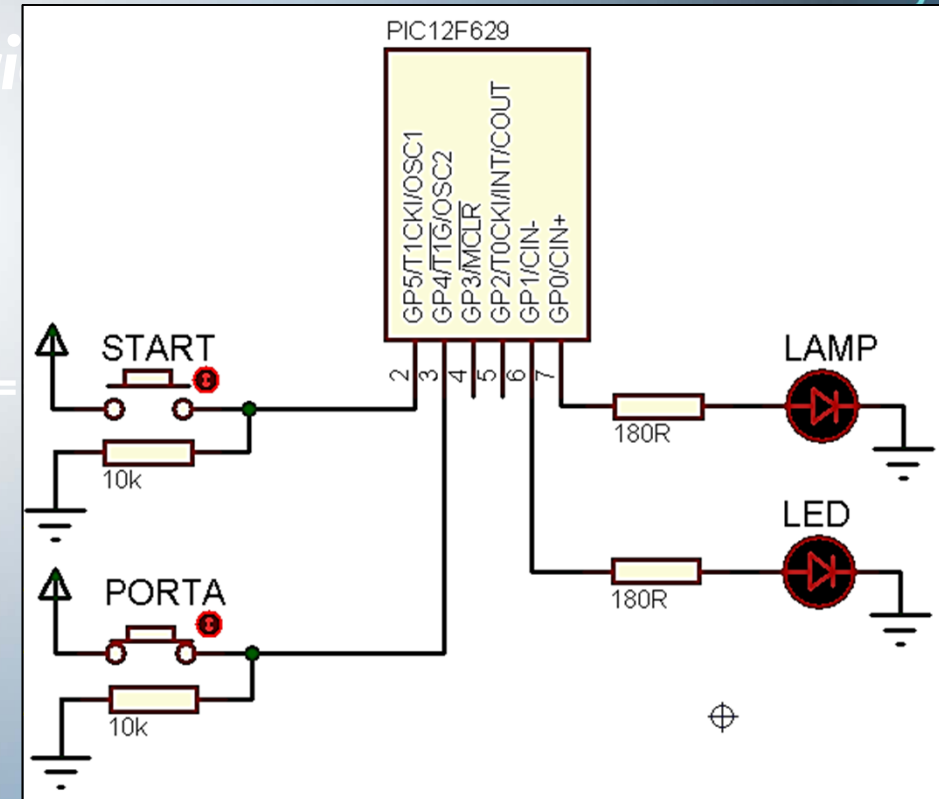 PIC12F629
GP5/T1CKI/OSC1
GP4/T1G/OSC2
GP3/MCLR
GP2/T0CKI/INT/COUT
GP1/CIN-
GP0/CIN+
2
3
4
5
6
7
START
10k
PORTA
10k
LAMP
180R
LED
180R